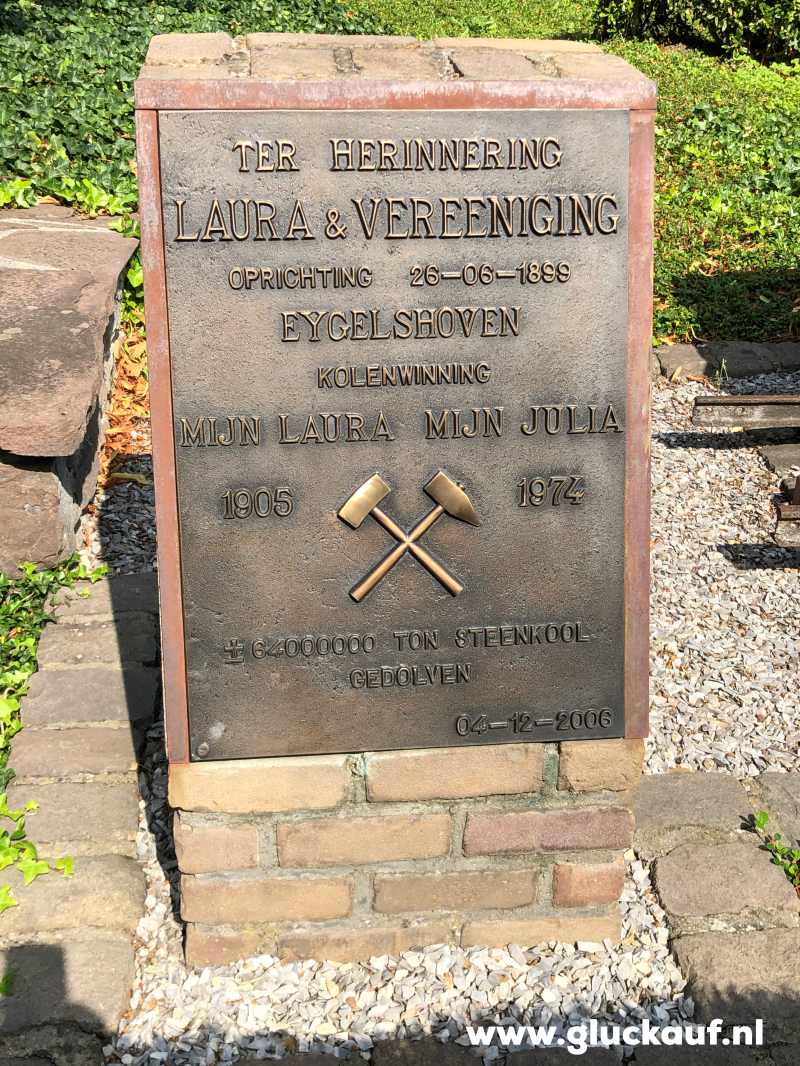 TER HERINNERING
LAURA & VEREENIGING
OPRICHTING 26-06-1899
EYGELSHOVEN
KOLENWINNING
MIJN LAURA MIJN JULIA
1905 1974
± 64000000 TON STEENKOOL
GEDOLVEN
04-12-2006
www.gluckauf.nl